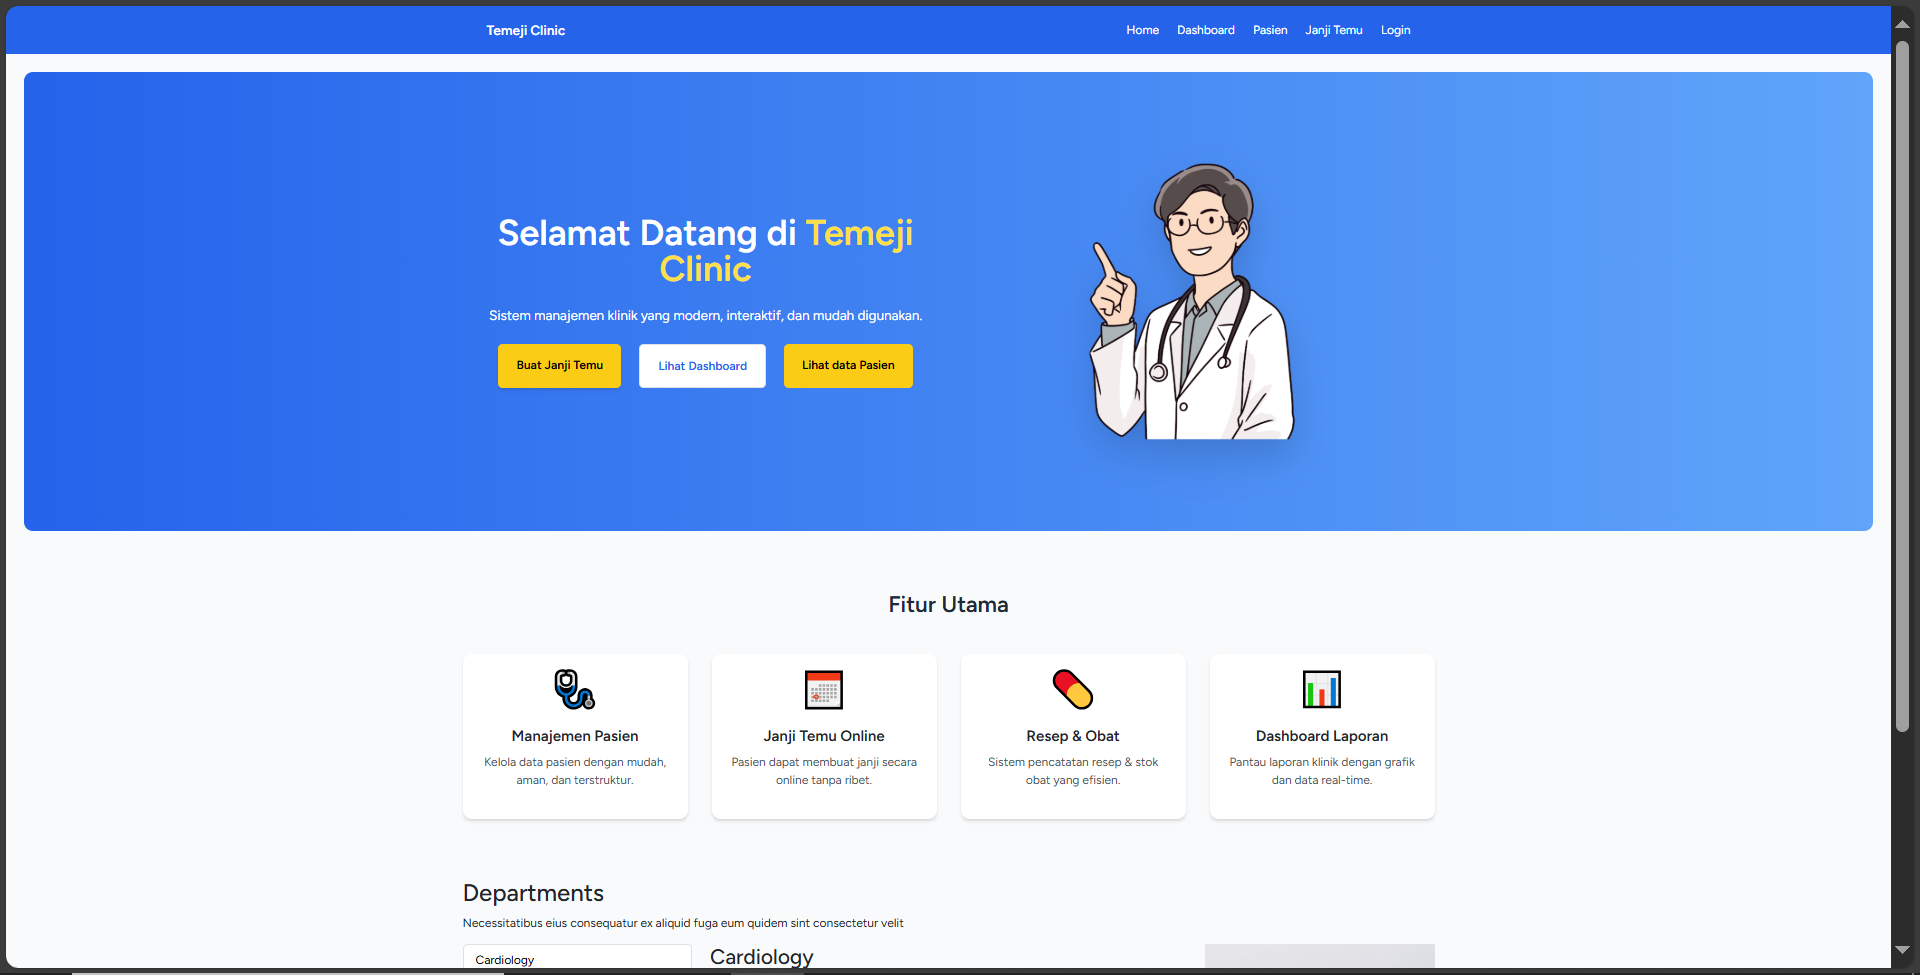 Temeji Clinic
Home Dashboard Pasien Janji Temu Login
Selamat Datang di Temeji
Clinic
Sistem manajemen klinik yang modern, interaktif, dan mudah digunakan.
Buat Janji Temu
Lihat Dashboard
Lihat data Pasien
Fitur Utama
Manajemen Pasien
Kelola data pasien dengan mudah,
aman, dan terstruktur.
Janji Temu Online
Pasien dapat membuat janji secara
online tanpa ribet.
Resep & Obat
Sistem pencatatan resep & stok
obat yang efisien.
Dashboard Laporan
Pantau laporan klinik dengan grafik
dan data real-time.
Departments
Necessitatibus eius consequatur ex aliquid fuga eum quidem sint consectetur velit
Cardiology
Cardiology